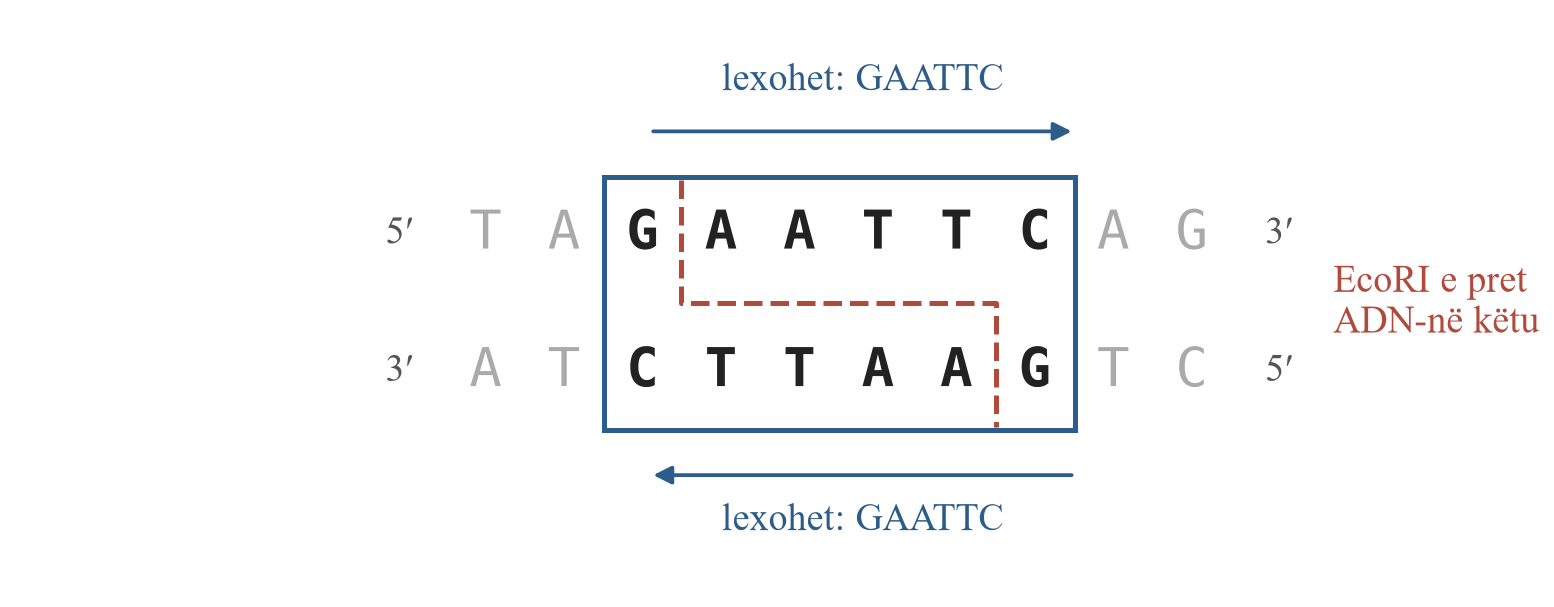 lexohet: GAATTC
5′ T A G A A T T C A G 3′
EcoRI e pret
ADN-në këtu
3′ A T C T T A A G T C 5′
lexohet: GAATTC